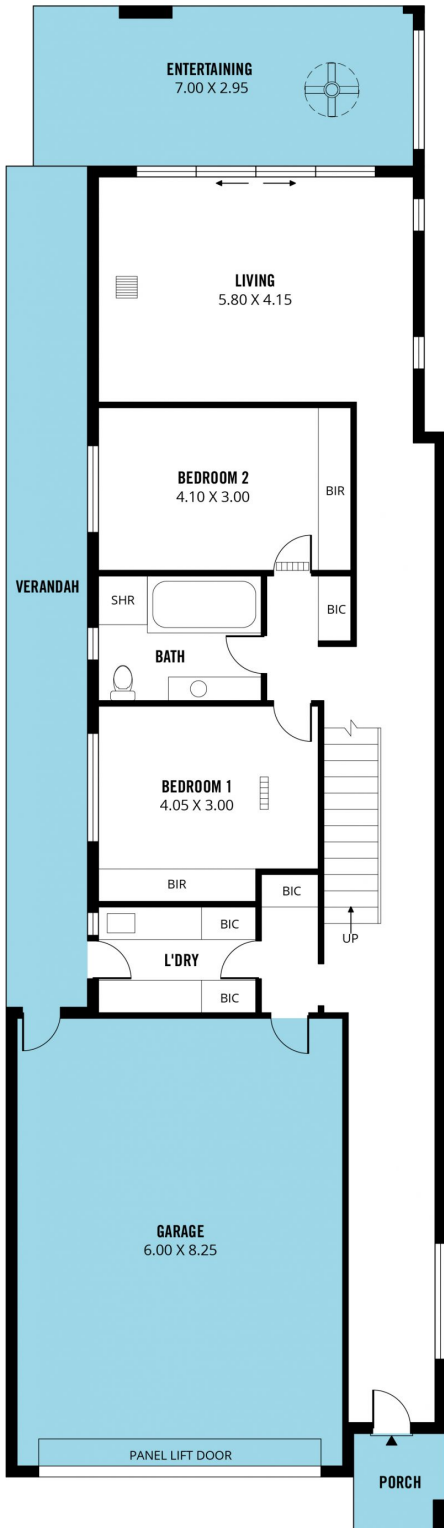 ENTERTAINING
7.00 X 2.95
LIVING
5.80 X 4.15
BEDROOM 2
4.10 X 3.00
BIR
VERANDAH
SHR
BIC
BATH
BEDROOM 1
4.05 X 3.00
BIR
BIC
BIC
L'DRY
UP
BIC
GARAGE
6.00 X 8.25
PANEL LIFT DOOR
PORCH